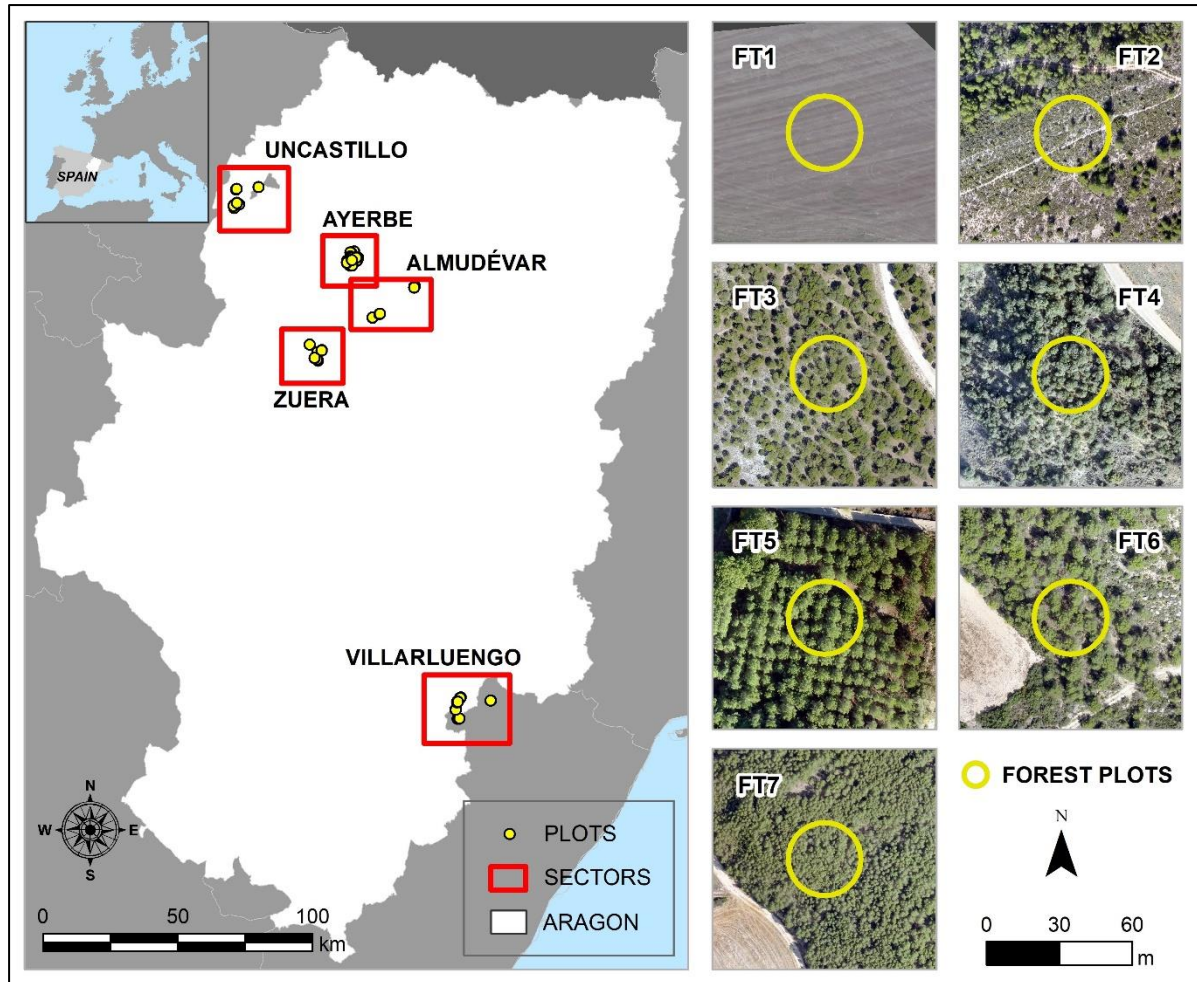 SPAIN
UNCASTILLO
AYERBE
ALMUDÉVAR
ZUERA
VILLARLUENGO
N
W E
S
0 50 100
km
PLOTS
SECTORS
ARAGON
FT1
FT2
FT3
FT4
FT5
FT6
FT7
FOREST PLOTS
N
0 30 60
m